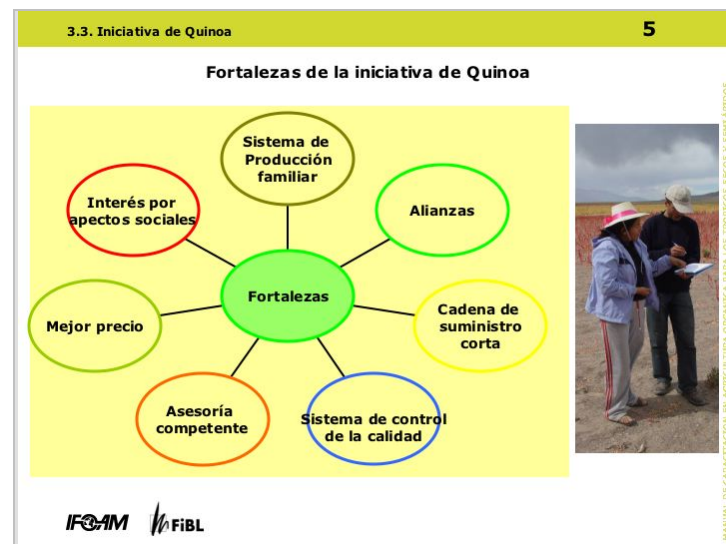 3.3. Iniciativa de Quinoa
5
Fortalezas de la iniciativa de Quinoa
Sistema de
Producción
familiar
Interés por
apectos sociales
Alianzas
Fortalezas
Mejor precio
Cadena de
suministro
corta
Asesoría
competente
Sistema de control
de la calidad
IFOAM
FiBL